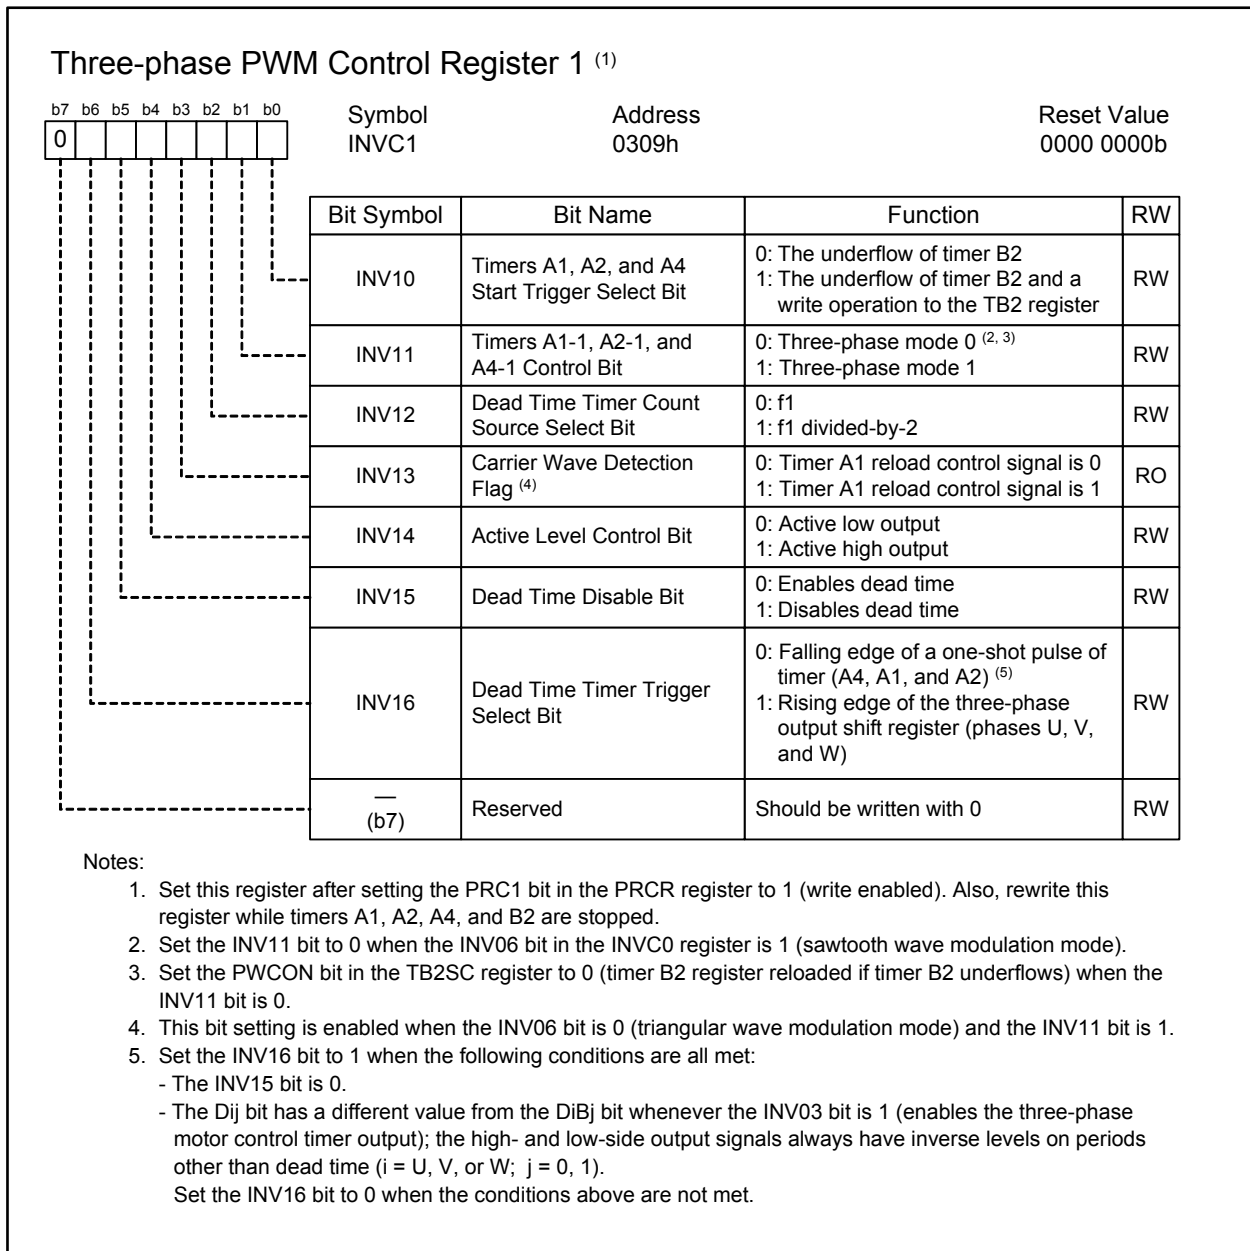 Three-phase PWM Control Register 1 (1)
b7 b6 b5 b4 b3 b2 b1 b0
0
Symbol Address Reset Value
INVC1 0309h 0000 0000b
Bit Symbol Bit Name Function RW
INV10
Timers A1, A2, and A4
Start Trigger Select Bit
0: The underflow of timer B2
1: The underflow of timer B2 and a
write operation to the TB2 register
RW
INV11
Timers A1-1, A2-1, and
A4-1 Control Bit
0: Three-phase mode 0 (2, 3)
1: Three-phase mode 1
RW
INV12
Dead Time Timer Count
Source Select Bit
0: f1
1: f1 divided-by-2
RW
INV13
Carrier Wave Detection
Flag (4)
0: Timer A1 reload control signal is 0
1: Timer A1 reload control signal is 1
RO
INV14
Active Level Control Bit
0: Active low output
1: Active high output
RW
INV15
Dead Time Disable Bit
0: Enables dead time
1: Disables dead time
RW
INV16
Dead Time Timer Trigger
Select Bit
0: Falling edge of a one-shot pulse of
timer (A4, A1, and A2) (5)
1: Rising edge of the three-phase
output shift register (phases U, V,
and W)
RW
—
(b7)
Reserved
Should be written with 0
RW
Notes:
1. Set this register after setting the PRC1 bit in the PRCR register to 1 (write enabled). Also, rewrite this
register while timers A1, A2, A4, and B2 are stopped.
2. Set the INV11 bit to 0 when the INV06 bit in the INVC0 register is 1 (sawtooth wave modulation mode).
3. Set the PWCON bit in the TB2SC register to 0 (timer B2 register reloaded if timer B2 underflows) when the
INV11 bit is 0.
4. This bit setting is enabled when the INV06 bit is 0 (triangular wave modulation mode) and the INV11 bit is 1.
5. Set the INV16 bit to 1 when the following conditions are all met:
- The INV15 bit is 0.
- The Dij bit has a different value from the DiBj bit whenever the INV03 bit is 1 (enables the three-phase
motor control timer output); the high- and low-side output signals always have inverse levels on periods
other than dead time (i = U, V, or W; j = 0, 1).
Set the INV16 bit to 0 when the conditions above are not met.